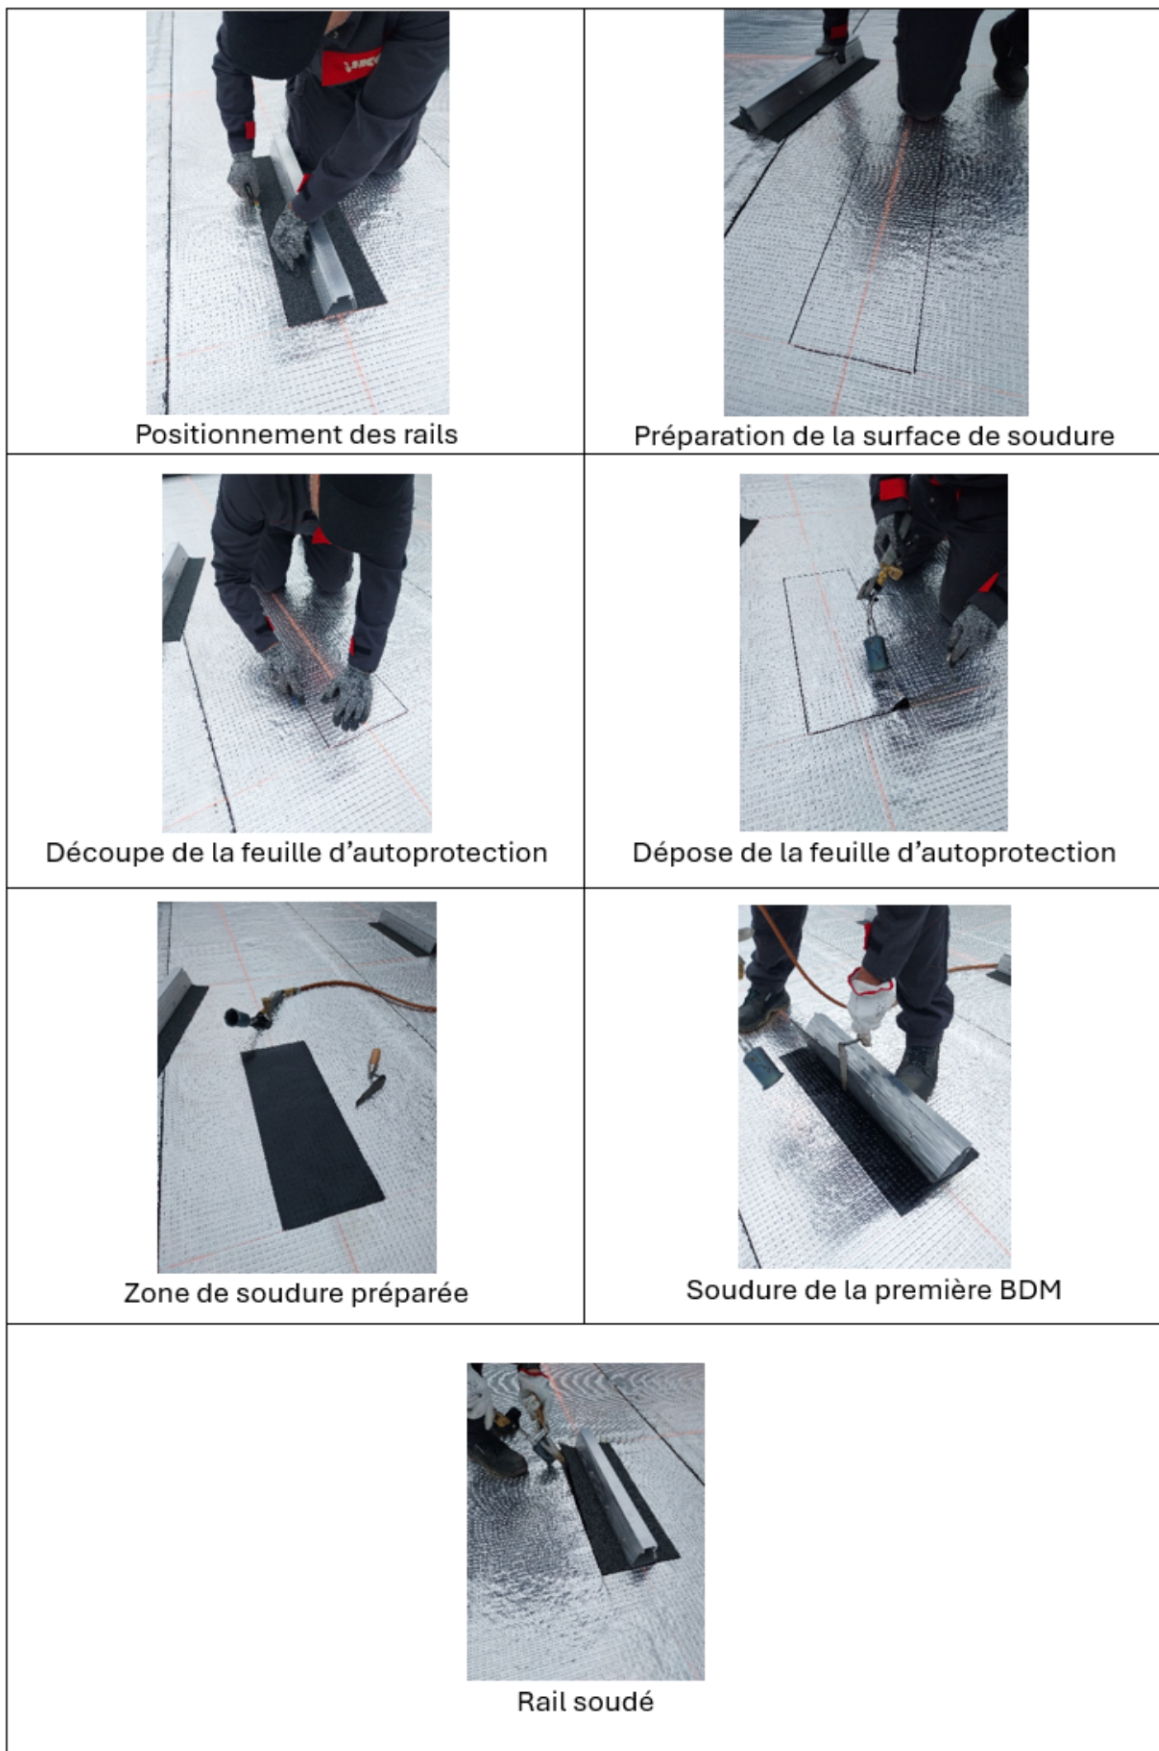 Positionnement des rails
Préparation de la surface de soudure
Découpe de la feuille d’autoprotection
Dépose de la feuille d’autoprotection
Zone de soudure préparée
Soudure de la première BDM
Rail soudé